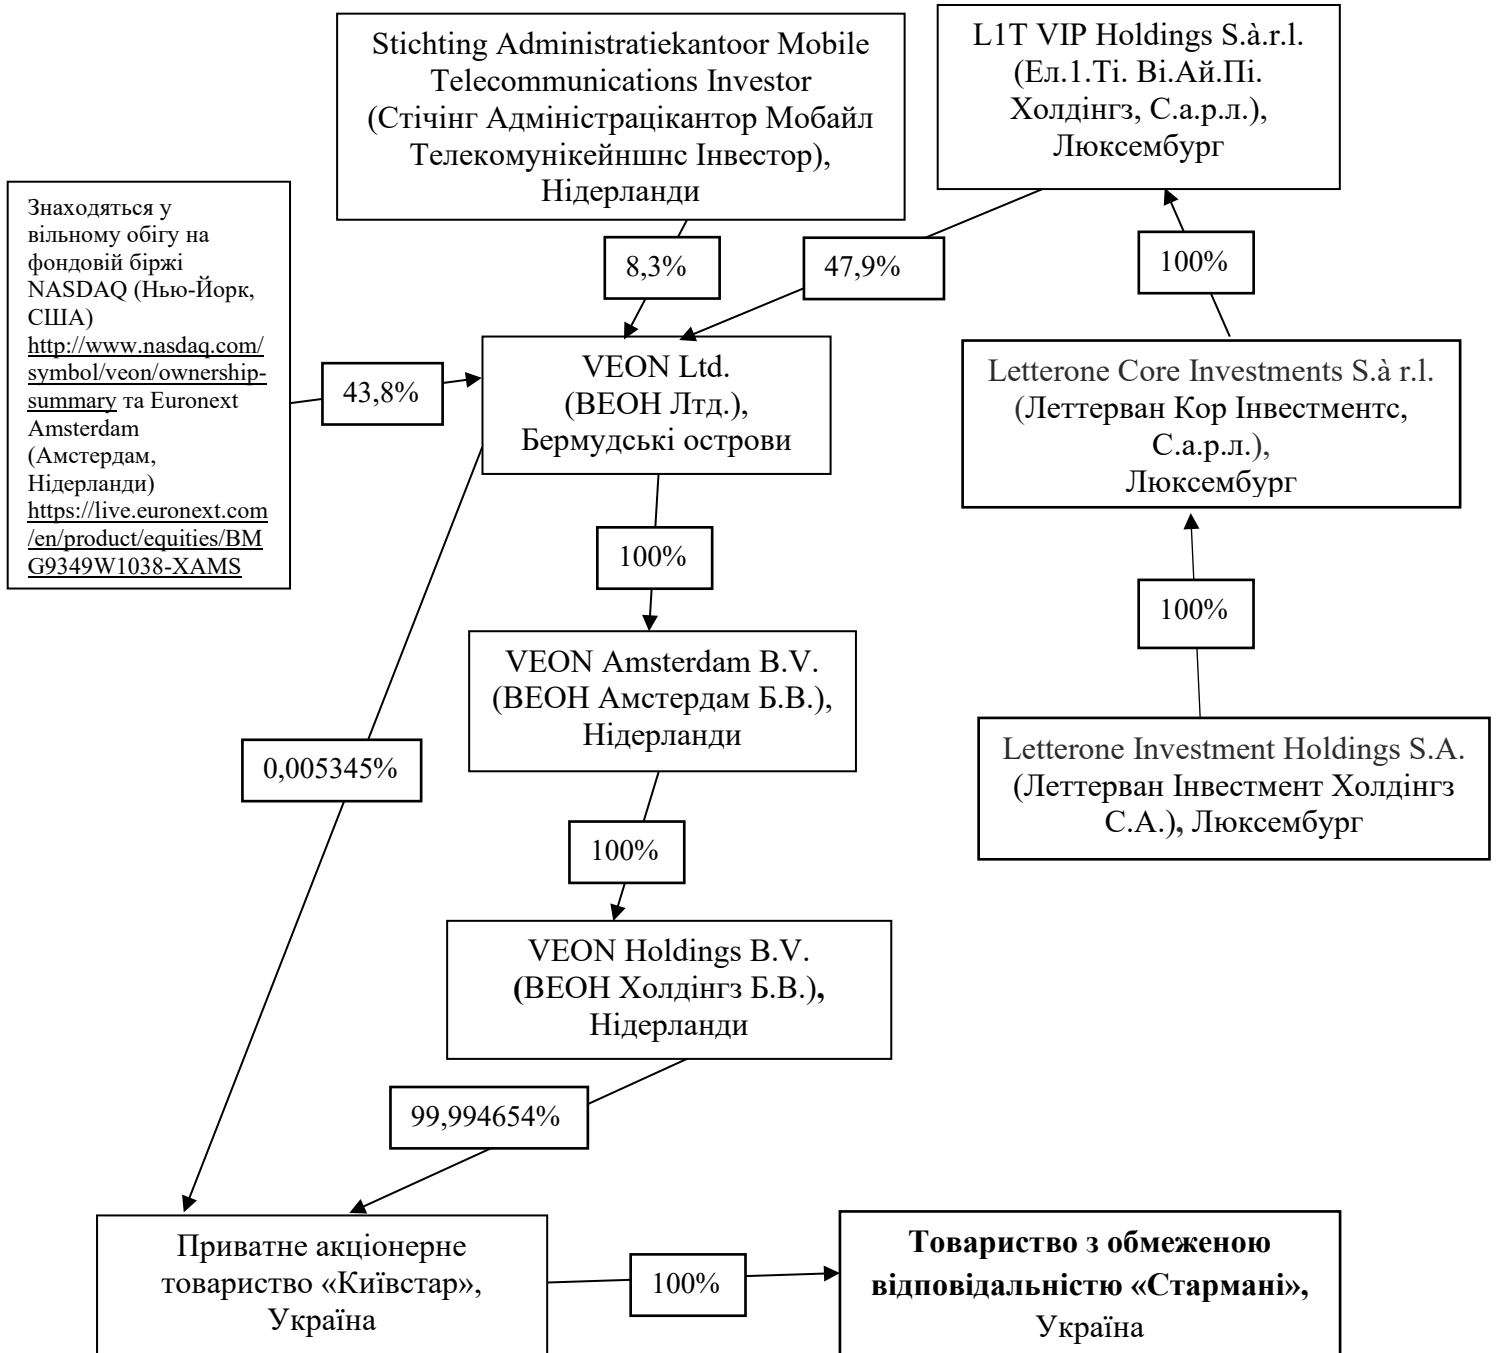 Stichting Administratiekantoor Mobile
Telecommunications Investor
(Стічінг Адміністрацікантор Мобайл
Телекомунікейншнс Інвестор),
Нідерланди
L1T VIP Holdings S.à.r.l.
(Ел.1.Ті. Ві.Ай.Пі.
Холдінгз, С.а.р.л.),
Люксембург
Знаходяться у
вільному обігу на
фондовій біржі
NASDAQ (Нью-Йорк,
США)
http://www.nasdaq.com/
symbol/veon/ownership-
summary та Euronext
Amsterdam
(Амстердам,
Нідерланди)
https://live.euronext.com
/en/product/equities/BM
G9349W1038-XAMS
8,3%
47,9%
100%
43,8%
VEON Ltd.
(ВЕОН Лтд.),
Бермудські острови
Letterone Core Investments S.à r.l.
(Леттерван Кор Інвестментс,
С.а.р.л.),
Люксембург
100%
100%
VEON Amsterdam B.V.
(ВЕОН Амстердам Б.В.),
Нідерланди
Letterone Investment Holdings S.A.
(Леттерван Інвестмент Холдінгз
С.А.), Люксембург
0,005345%
100%
VEON Holdings B.V.
(ВЕОН Холдінгз Б.В.),
Нідерланди
99,994654%
Приватне акціонерне
товариство «Київстар»,
Україна
100%
Товариство з обмеженою
відповідальністю «Стармані»,
Україна